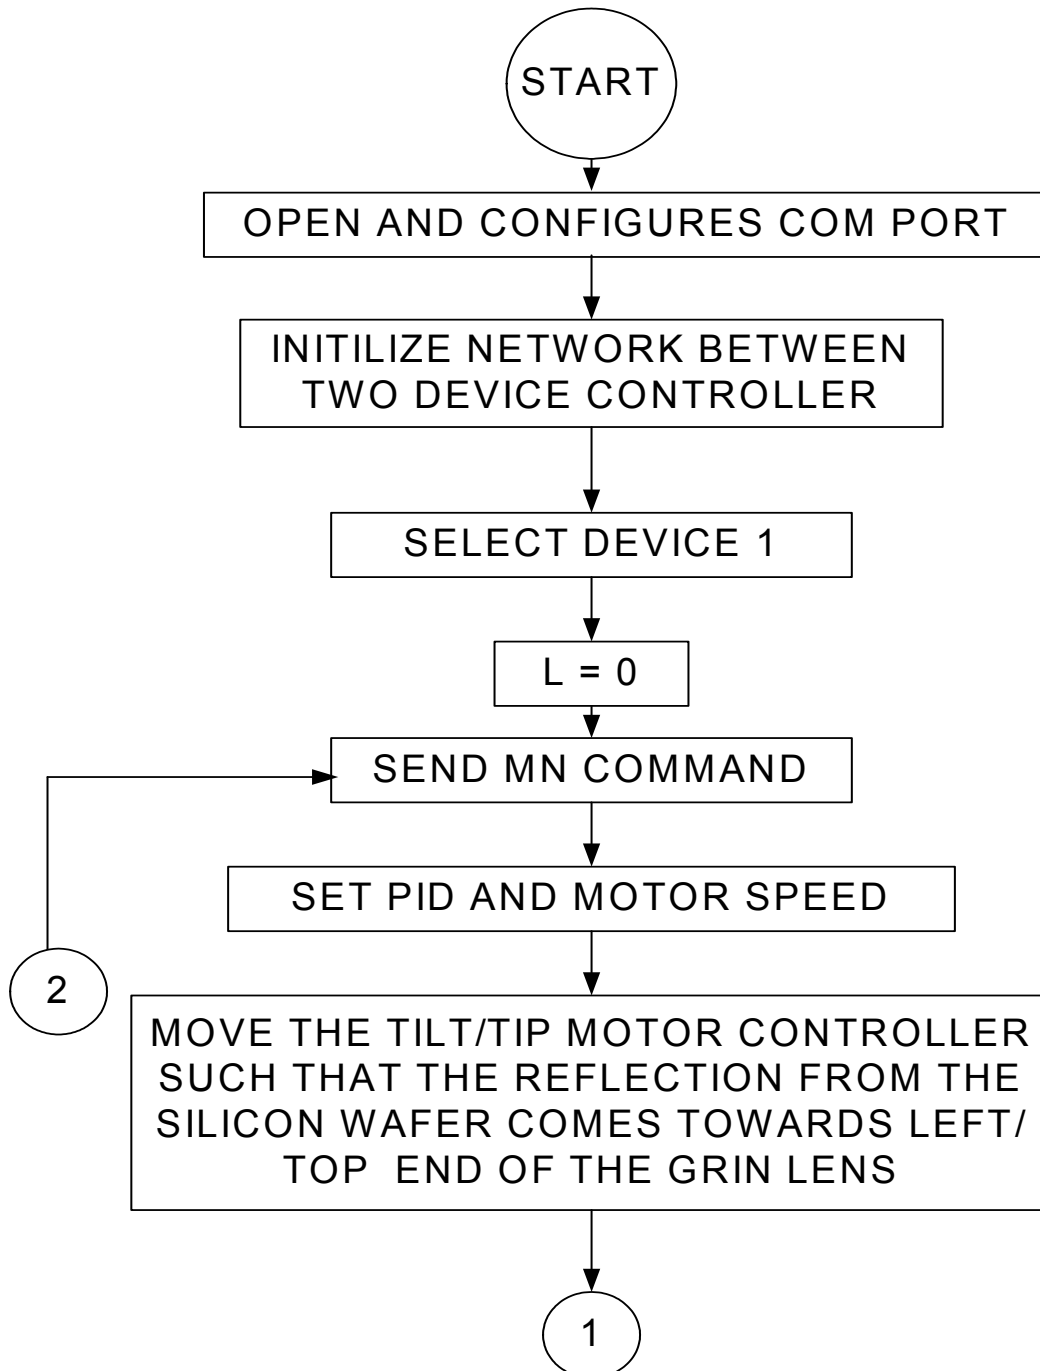 START
OPEN AND CONFIGURES COM PORT
INITILIZE NETWORK BETWEEN
TWO DEVICE CONTROLLER
SELECT DEVICE 1
L = 0
SEND MN COMMAND
SET PID AND MOTOR SPEED
2
MOVE THE TILT/TIP MOTOR CONTROLLER
SUCH THAT THE REFLECTION FROM THE
SILICON WAFER COMES TOWARDS LEFT/
TOP END OF THE GRIN LENS
1